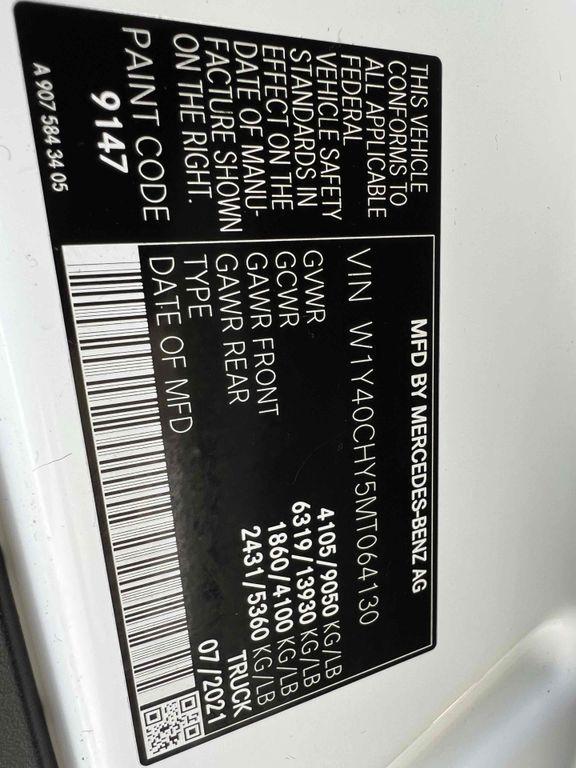 MFD BY MERCEDES-BENZ AG
THIS VEHICLE
CONFORMS TO
ALL APPLICABLE
FEDERAL
VEHICLE SAFETY
STANDARDS IN
EFFECT ON THE
DATE OF MANU-
FACTURE SHOWN
ON THE RIGHT.
PAINT CODE
9147
A 907 584 34 05
VIN W1Y40CHY5MT064130
GVWR 4105/9050 KG/LB
GCWR 6319/13930 KG/LB
GAWR FRONT 1860/4100 KG/LB
GAWR REAR 2431/5360 KG/LB
TYPE TRUCK
DATE OF MFD 07/2021